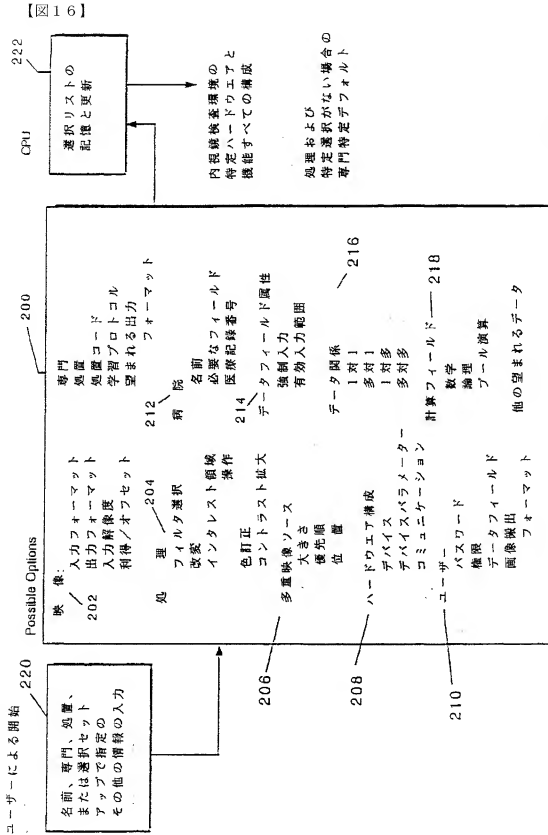 【図16】
ユーザーによる開始
220
名前、専門、処置、
または選択セット
アップで指定の
その他の情報の入力
Possible Options
200
映 像:
202
入力フォーマット
出力フォーマット
入力解像度
利得/オフセット
処 理
204
フィルタ選択
改変
インタレスト領域
操作
色訂正
コントラスト拡大
206
多重映像ソース
大きさ
優先順
位 置
208
ハードウエア構成
デバイス
デバイスパラメーター
コミュニケーション
210
ユーザー
パスワード
権限
データフィールド
画像搬出
フォーマット
専門
処置
処置コード
学習プロトコル
望まれる出力
フォーマット
212
病 院
名前
必要なフィールド
医療記録番号
214
データフィールド属性
強制入力
有効入力範囲
216
データ関係
1対1
多対1
1対多
多対多
計算フィールド
218
数学
論理
ブール演算
他の望まれるデータ
CPU
222
選択リストの
記憶と更新
内視鏡検査環境の
特定ハードウエアと
機能すべての構成
処理および
特定選択がない場合の
専門特定デフォルト